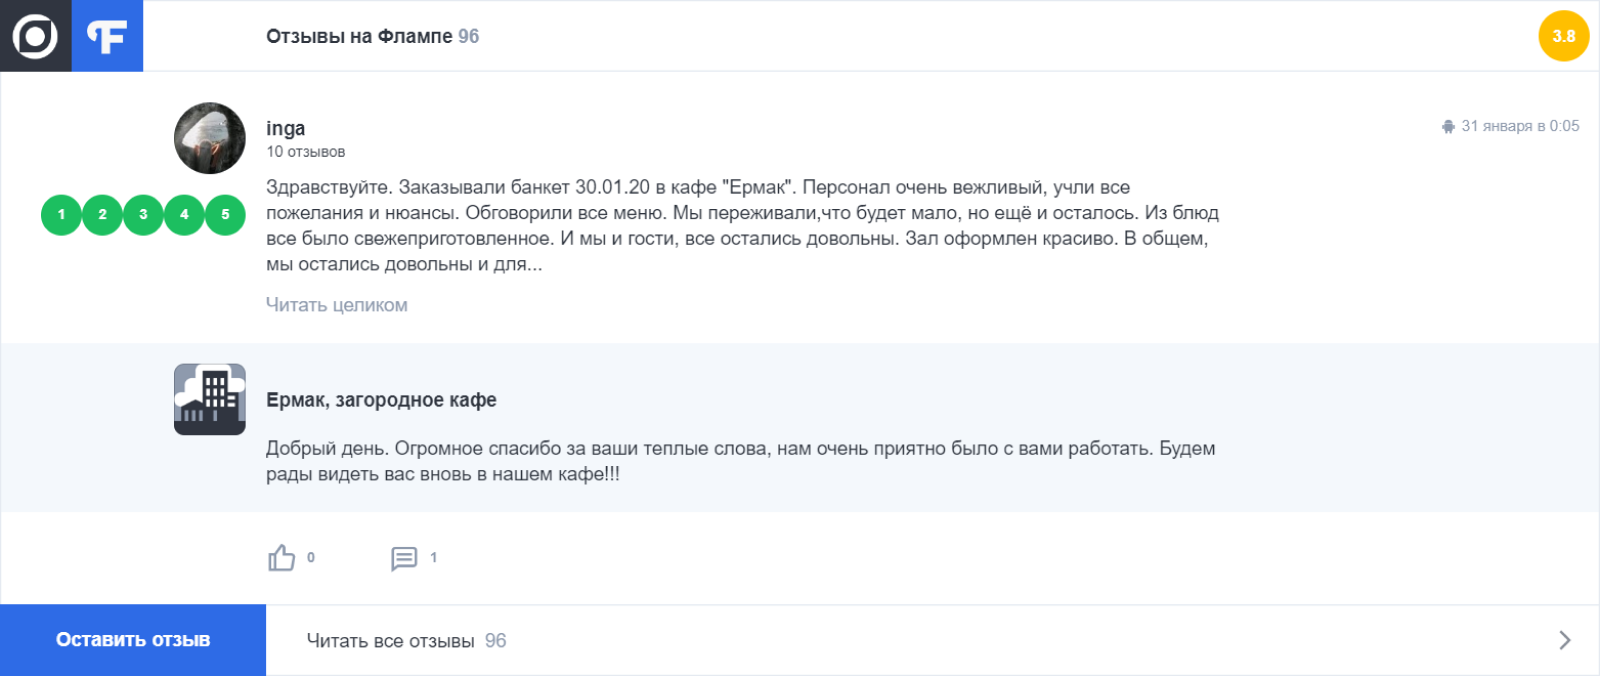 F
Отзывы на Флампе 96
3.8
inga
31 января в 0:05
10 отзывов
1 2 3 4 5
Здравствуйте. Заказывали банкет 30.01.20 в кафе "Ермак". Персонал очень вежливый, учли все
пожелания и нюансы. Обговорили все меню. Мы переживали,что будет мало, но ещё и осталось. Из блюд
все было свежеприготовленное. И мы и гости, все остались довольны. Зал оформлен красиво. В общем,
мы остались довольны и для...
Читать целиком
Ермак, загородное кафе
Добрый день. Огромное спасибо за ваши теплые слова, нам очень приятно было с вами работать. Будем
рады видеть вас вновь в нашем кафе!!!
0 1
Оставить отзыв
Читать все отзывы 96